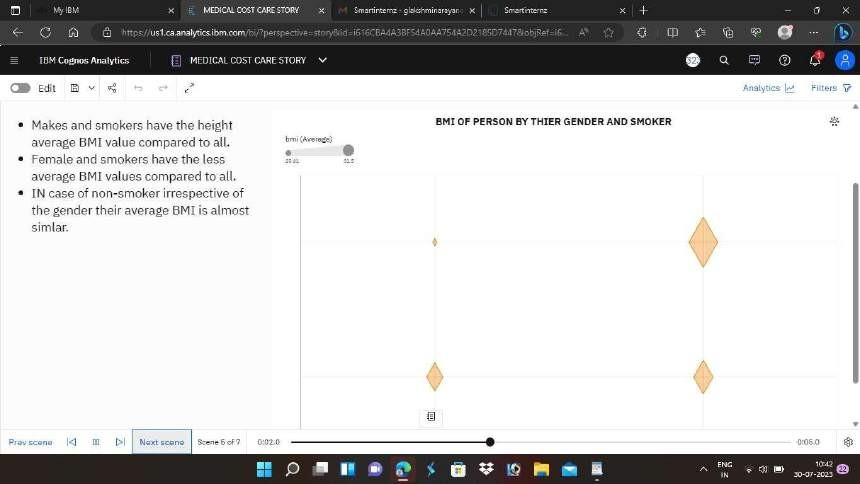 My IBM
MEDICAL COST CARE STORY
Smartinternz - glakshminarayan
Smartinternz
https://us1.ca.analytics.ibm.com/bi/?perspective=story&id=i616CBA4A3BF54A0AA754A2D2185D7447&objRef=i6...
IBM Cognos Analytics
MEDICAL COST CARE STORY
Edit
Analytics
Filters
Makes and smokers have the height
average BMI value compared to all.
Female and smokers have the less
average BMI values compared to all.
IN case of non-smoker irrespective of
the gender their average BMI is almost
simlar.
BMI OF PERSON BY THIER GENDER AND SMOKER
bmi (Average)
31.5
Prev scene
Next scene
Scene 6 of 7
0:02.0
-0:06.0
ENG
IN
10:42
30-07-2023
22